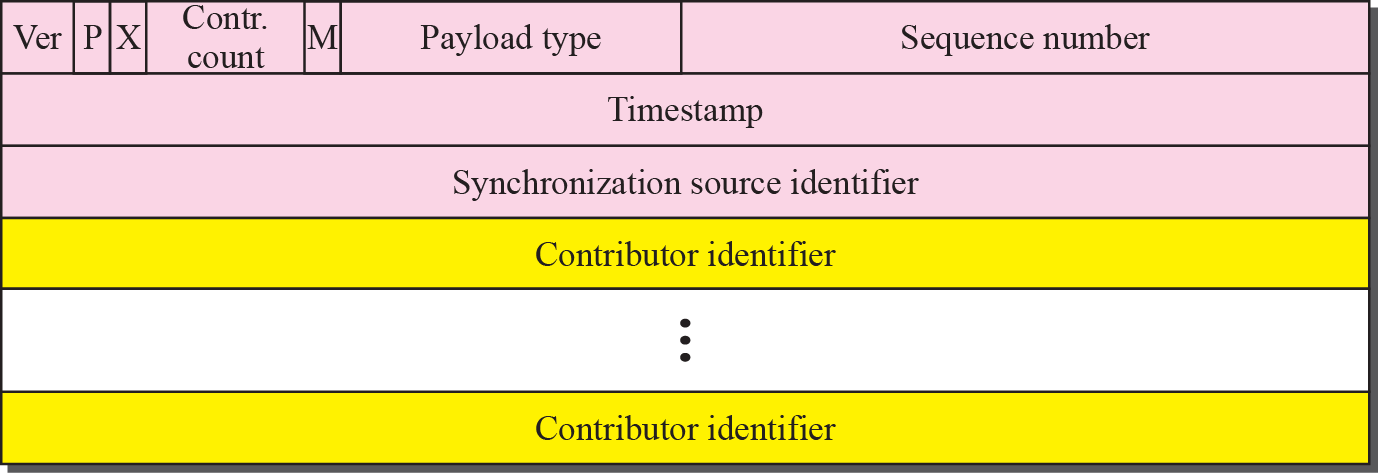 Ver P X Contr. count M Payload type Sequence number
Timestamp
Synchronization source identifier
Contributor identifier
Contributor identifier